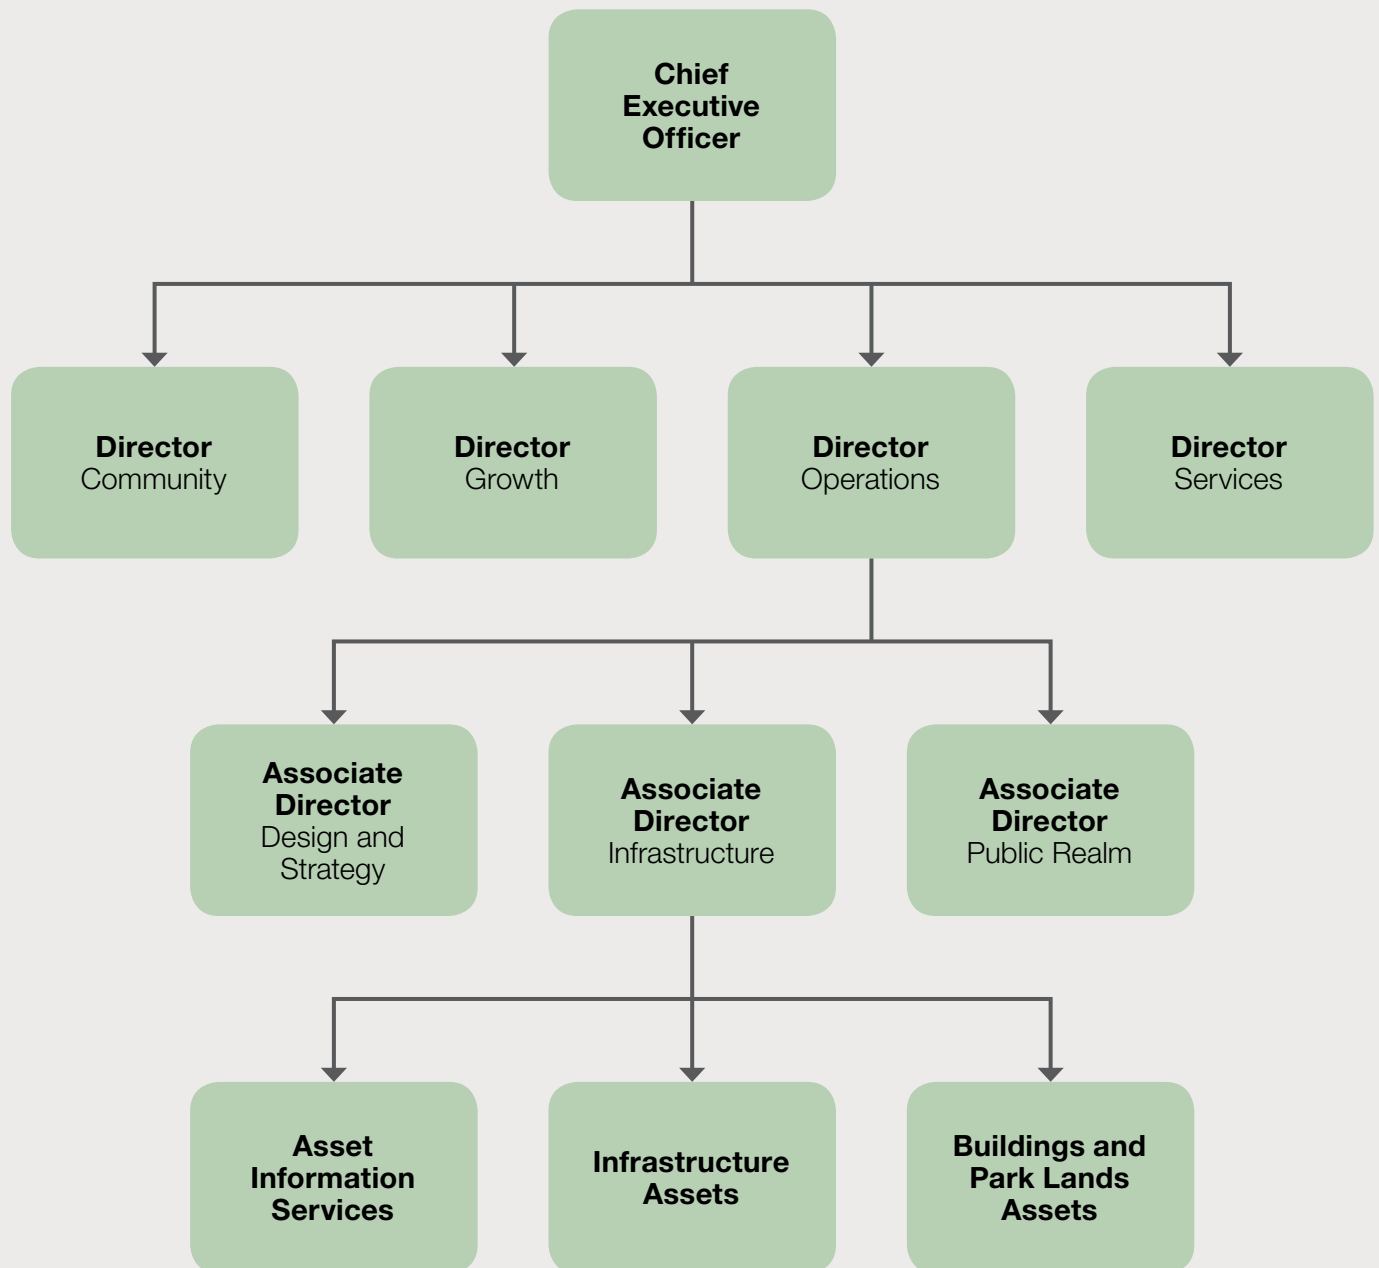 Chief
Executive
Officer
Director
Community
Director
Growth
Director
Operations
Director
Services
Associate
Director
Design and
Strategy
Associate
Director
Infrastructure
Associate
Director
Public Realm
Asset
Information
Services
Infrastructure
Assets
Buildings and
Park Lands
Assets